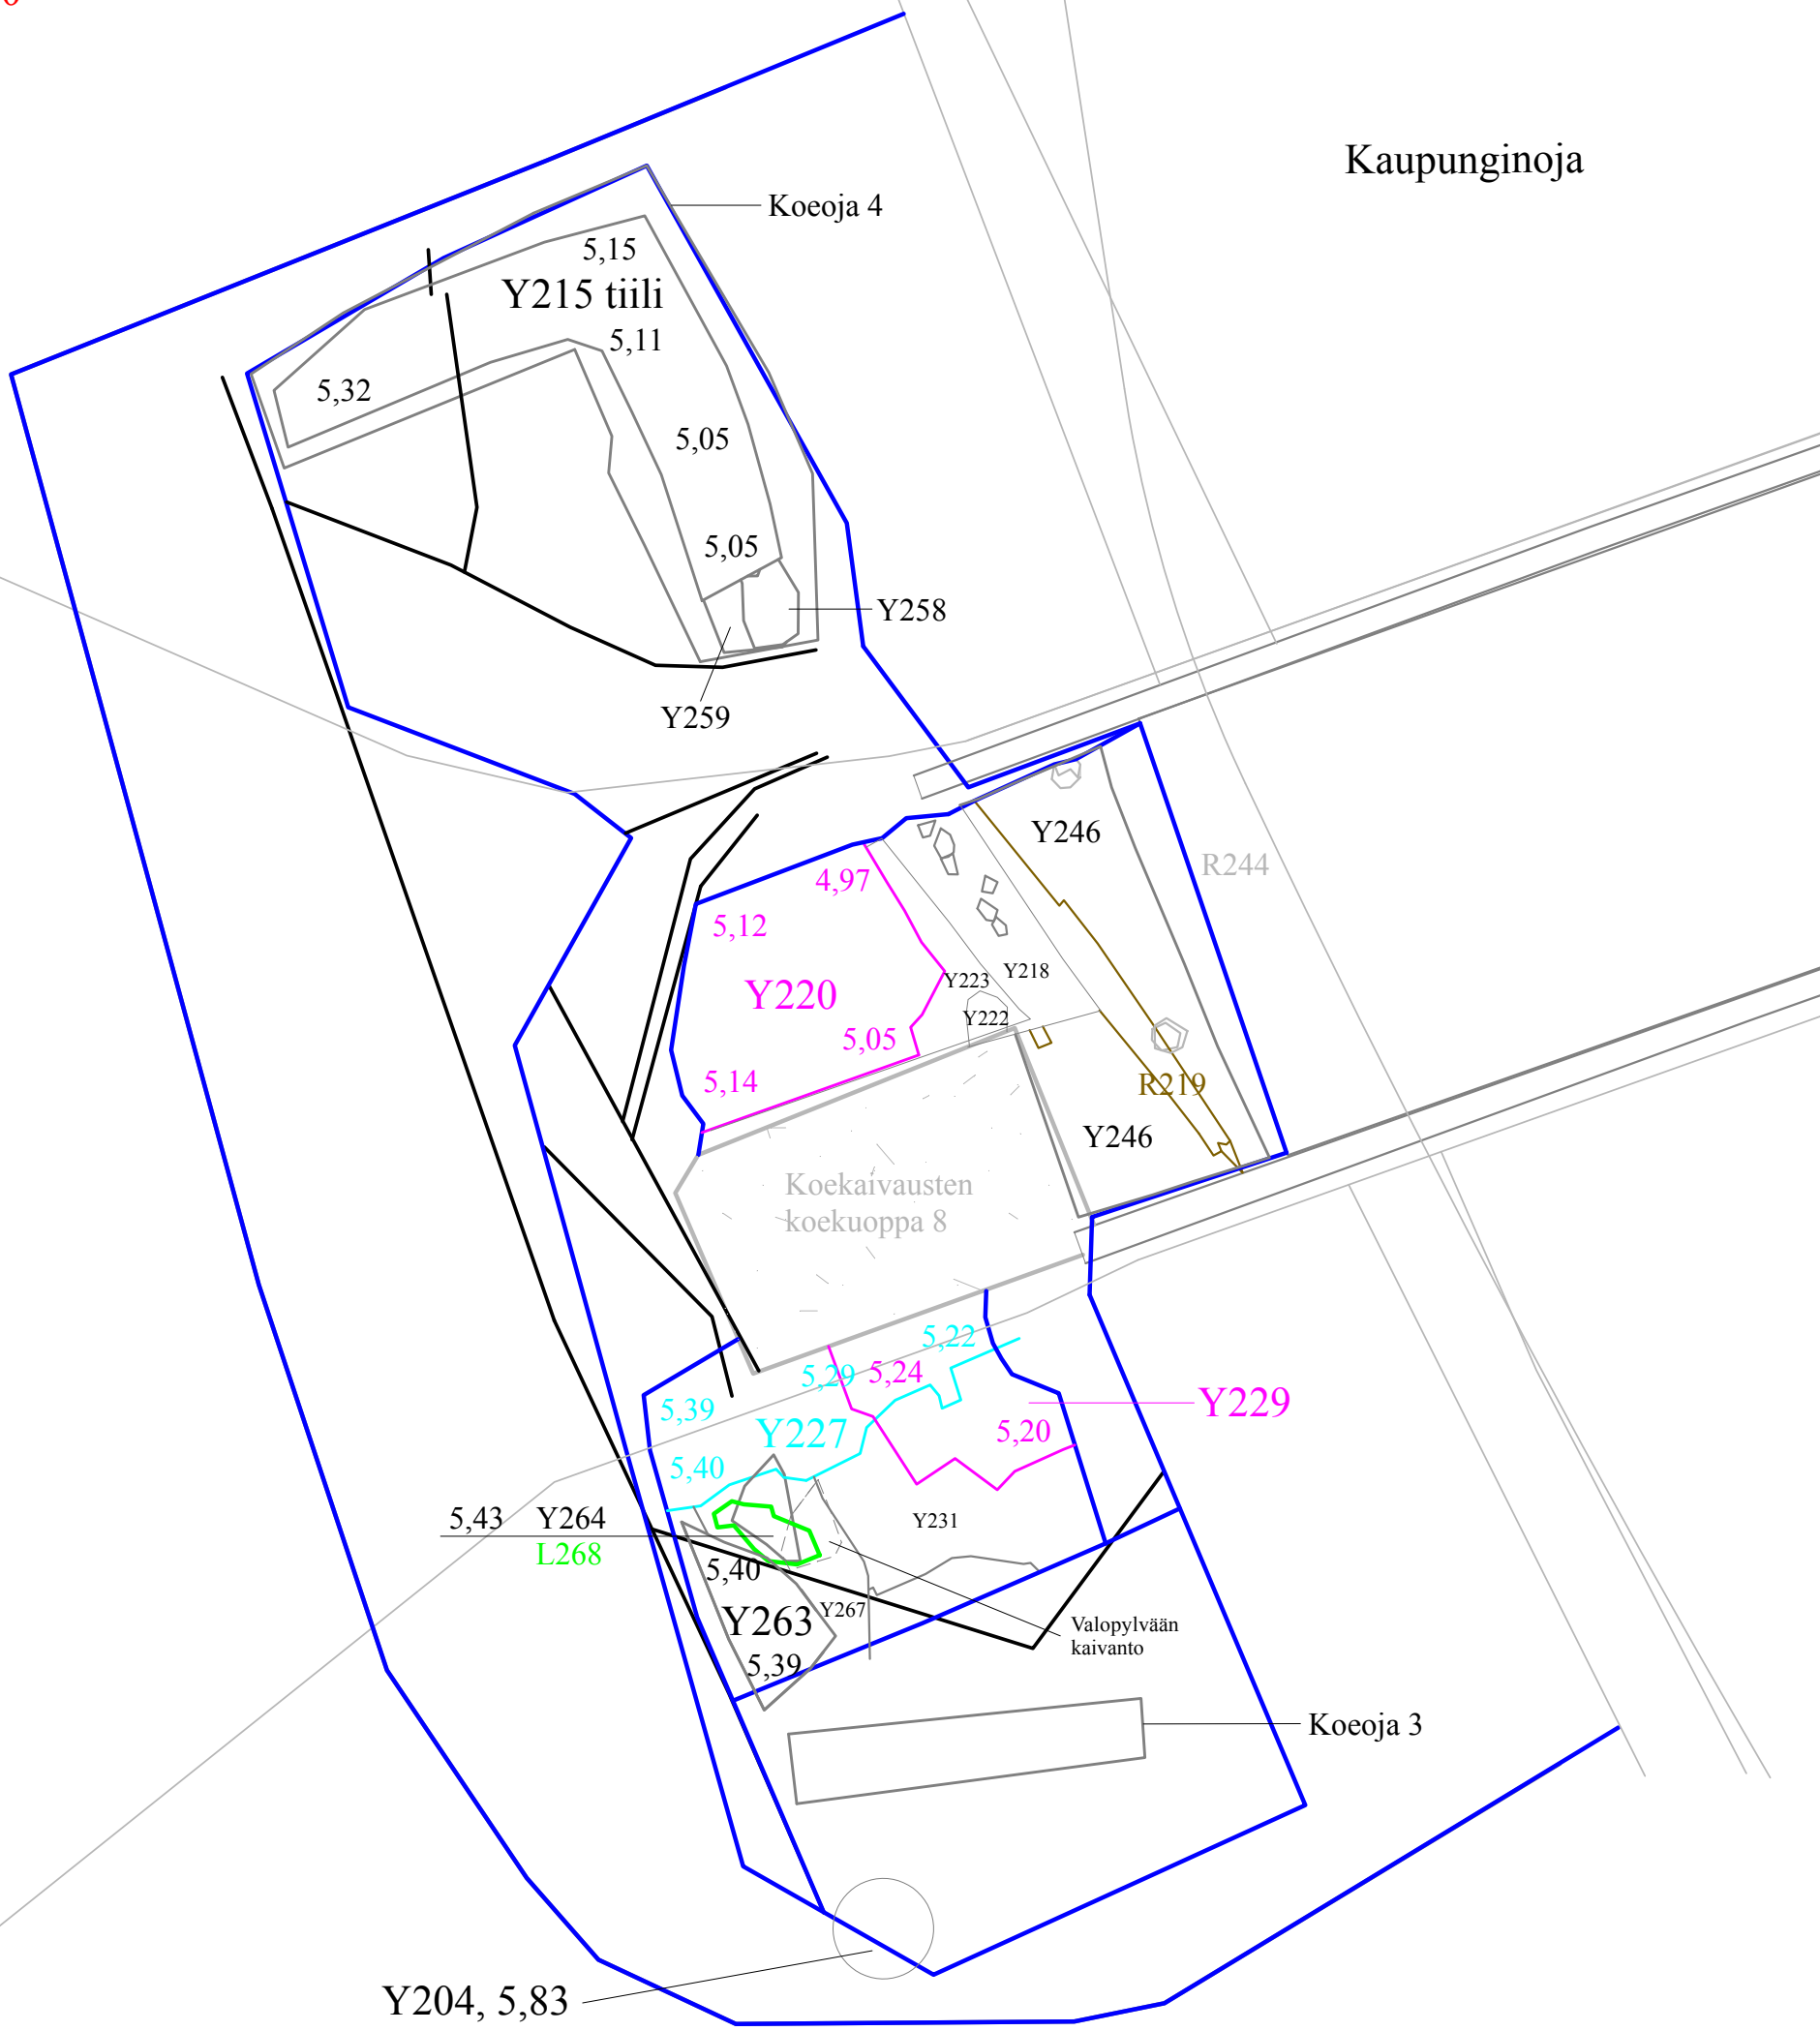 Kaupunginoja
Koeoja 4
5,15
Y215 tiili
5,11
5,32
5,05
5,05
Y258
Y259
Y246
R244
4,97
5,12
Y220
Y223
Y218
Y222
5,05
5,14
R219
Y246
Koekaivausten
koekuoppa 8
5,22
5,29
5,24
5,39
Y227
Y229
5,20
5,40
5,43
Y264
L268
Y231
5,40
Y263
Y267
5,39
Valopylvään
kaivanto
Koeoja 3
Y204, 5,83